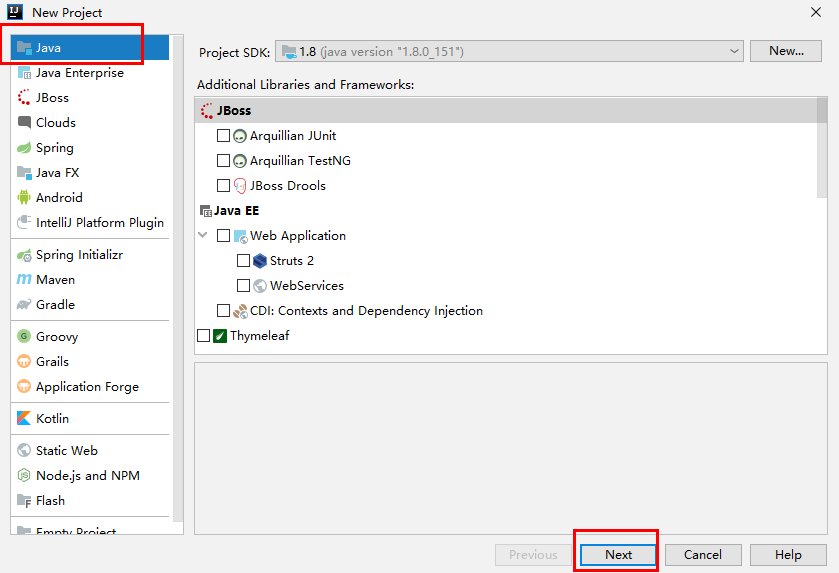 IJ New Project
Java
Java Enterprise
JBoss
Clouds
Spring
Java FX
Android
IntelliJ Platform Plugin
Spring Initializr
Maven
Gradle
Groovy
Grails
Application Forge
Kotlin
Static Web
Node.js and NPM
Flash
Empty Project
Project SDK: 1.8 (java version "1.8.0_151") New...
Additional Libraries and Frameworks:
JBoss
Arquillian JUnit
Arquillian TestNG
JBoss Drools
Java EE
Web Application
Struts 2
WebServices
CDI: Contexts and Dependency Injection
Thymeleaf
Previous Next Cancel Help